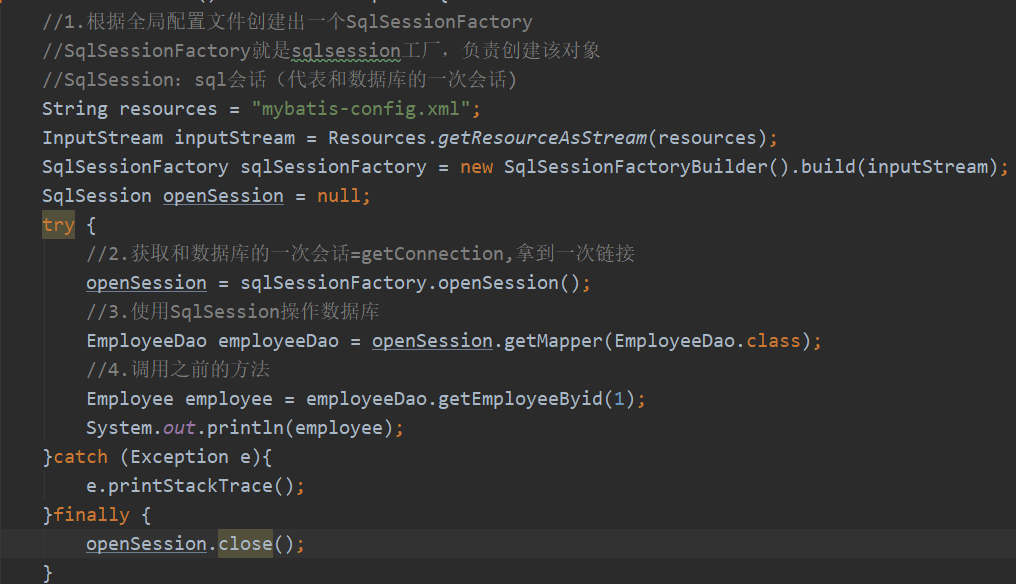 //1.根据全局配置文件创建出一个SqlSessionFactory
//SqlSessionFactory就是sqlsession工厂，负责创建该对象
//SqlSession：sql会话（代表和数据库的一次会话）
String resources = "mybatis-config.xml";
InputStream inputStream = Resources.getResourceAsStream(resources);
SqlSessionFactory sqlSessionFactory = new SqlSessionFactoryBuilder().build(inputStream);
SqlSession openSession = null;
try {
//2.获取和数据库的一次会话=getConnection,拿到一次链接
openSession = sqlSessionFactory.openSession();
//3.使用SqlSession操作数据库
EmployeeDao employeeDao = openSession.getMapper(EmployeeDao.class);
//4.调用之前的方法
Employee employee = employeeDao.getEmployeeByid(1);
System.out.println(employee);
}catch (Exception e){
e.printStackTrace();
}finally {
openSession.close();
}